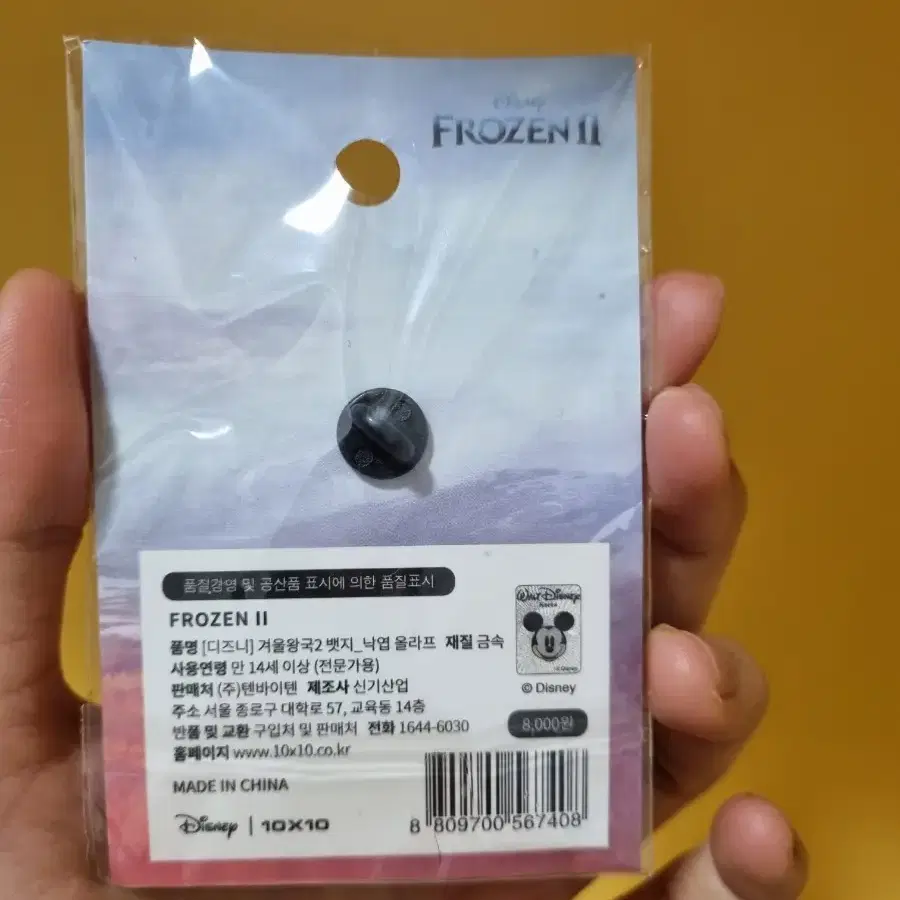 Disney
FROZEN II
품질경영 및 공산품 표시에 의한 품질표시
FROZEN II
품명 [디즈니] 겨울왕국2 뱃지_낙엽 올라프 재질 금속
사용연령 만 14세 이상 (전문가용)
판매처 (주)텐바이텐 제조사 신기산업
주소 서울 종로구 대학로 57, 교육동 14층
반품 및 교환 구입처 및 판매처 전화 1644-6030
홈페이지 www.10x10.co.kr
MADE IN CHINA
Disney | 10X10
WALT DISNEY
© Disney
8,000원
8 809700 567408